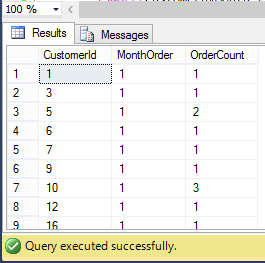 100 %
Results Messages
CustomerId MonthOrder OrderCount
1 1 1 1
2 3 1 1
3 5 1 2
4 6 1 1
5 7 1 1
6 9 1 1
7 10 1 3
8 12 1 1
9 16 1 1
Query executed successfully.